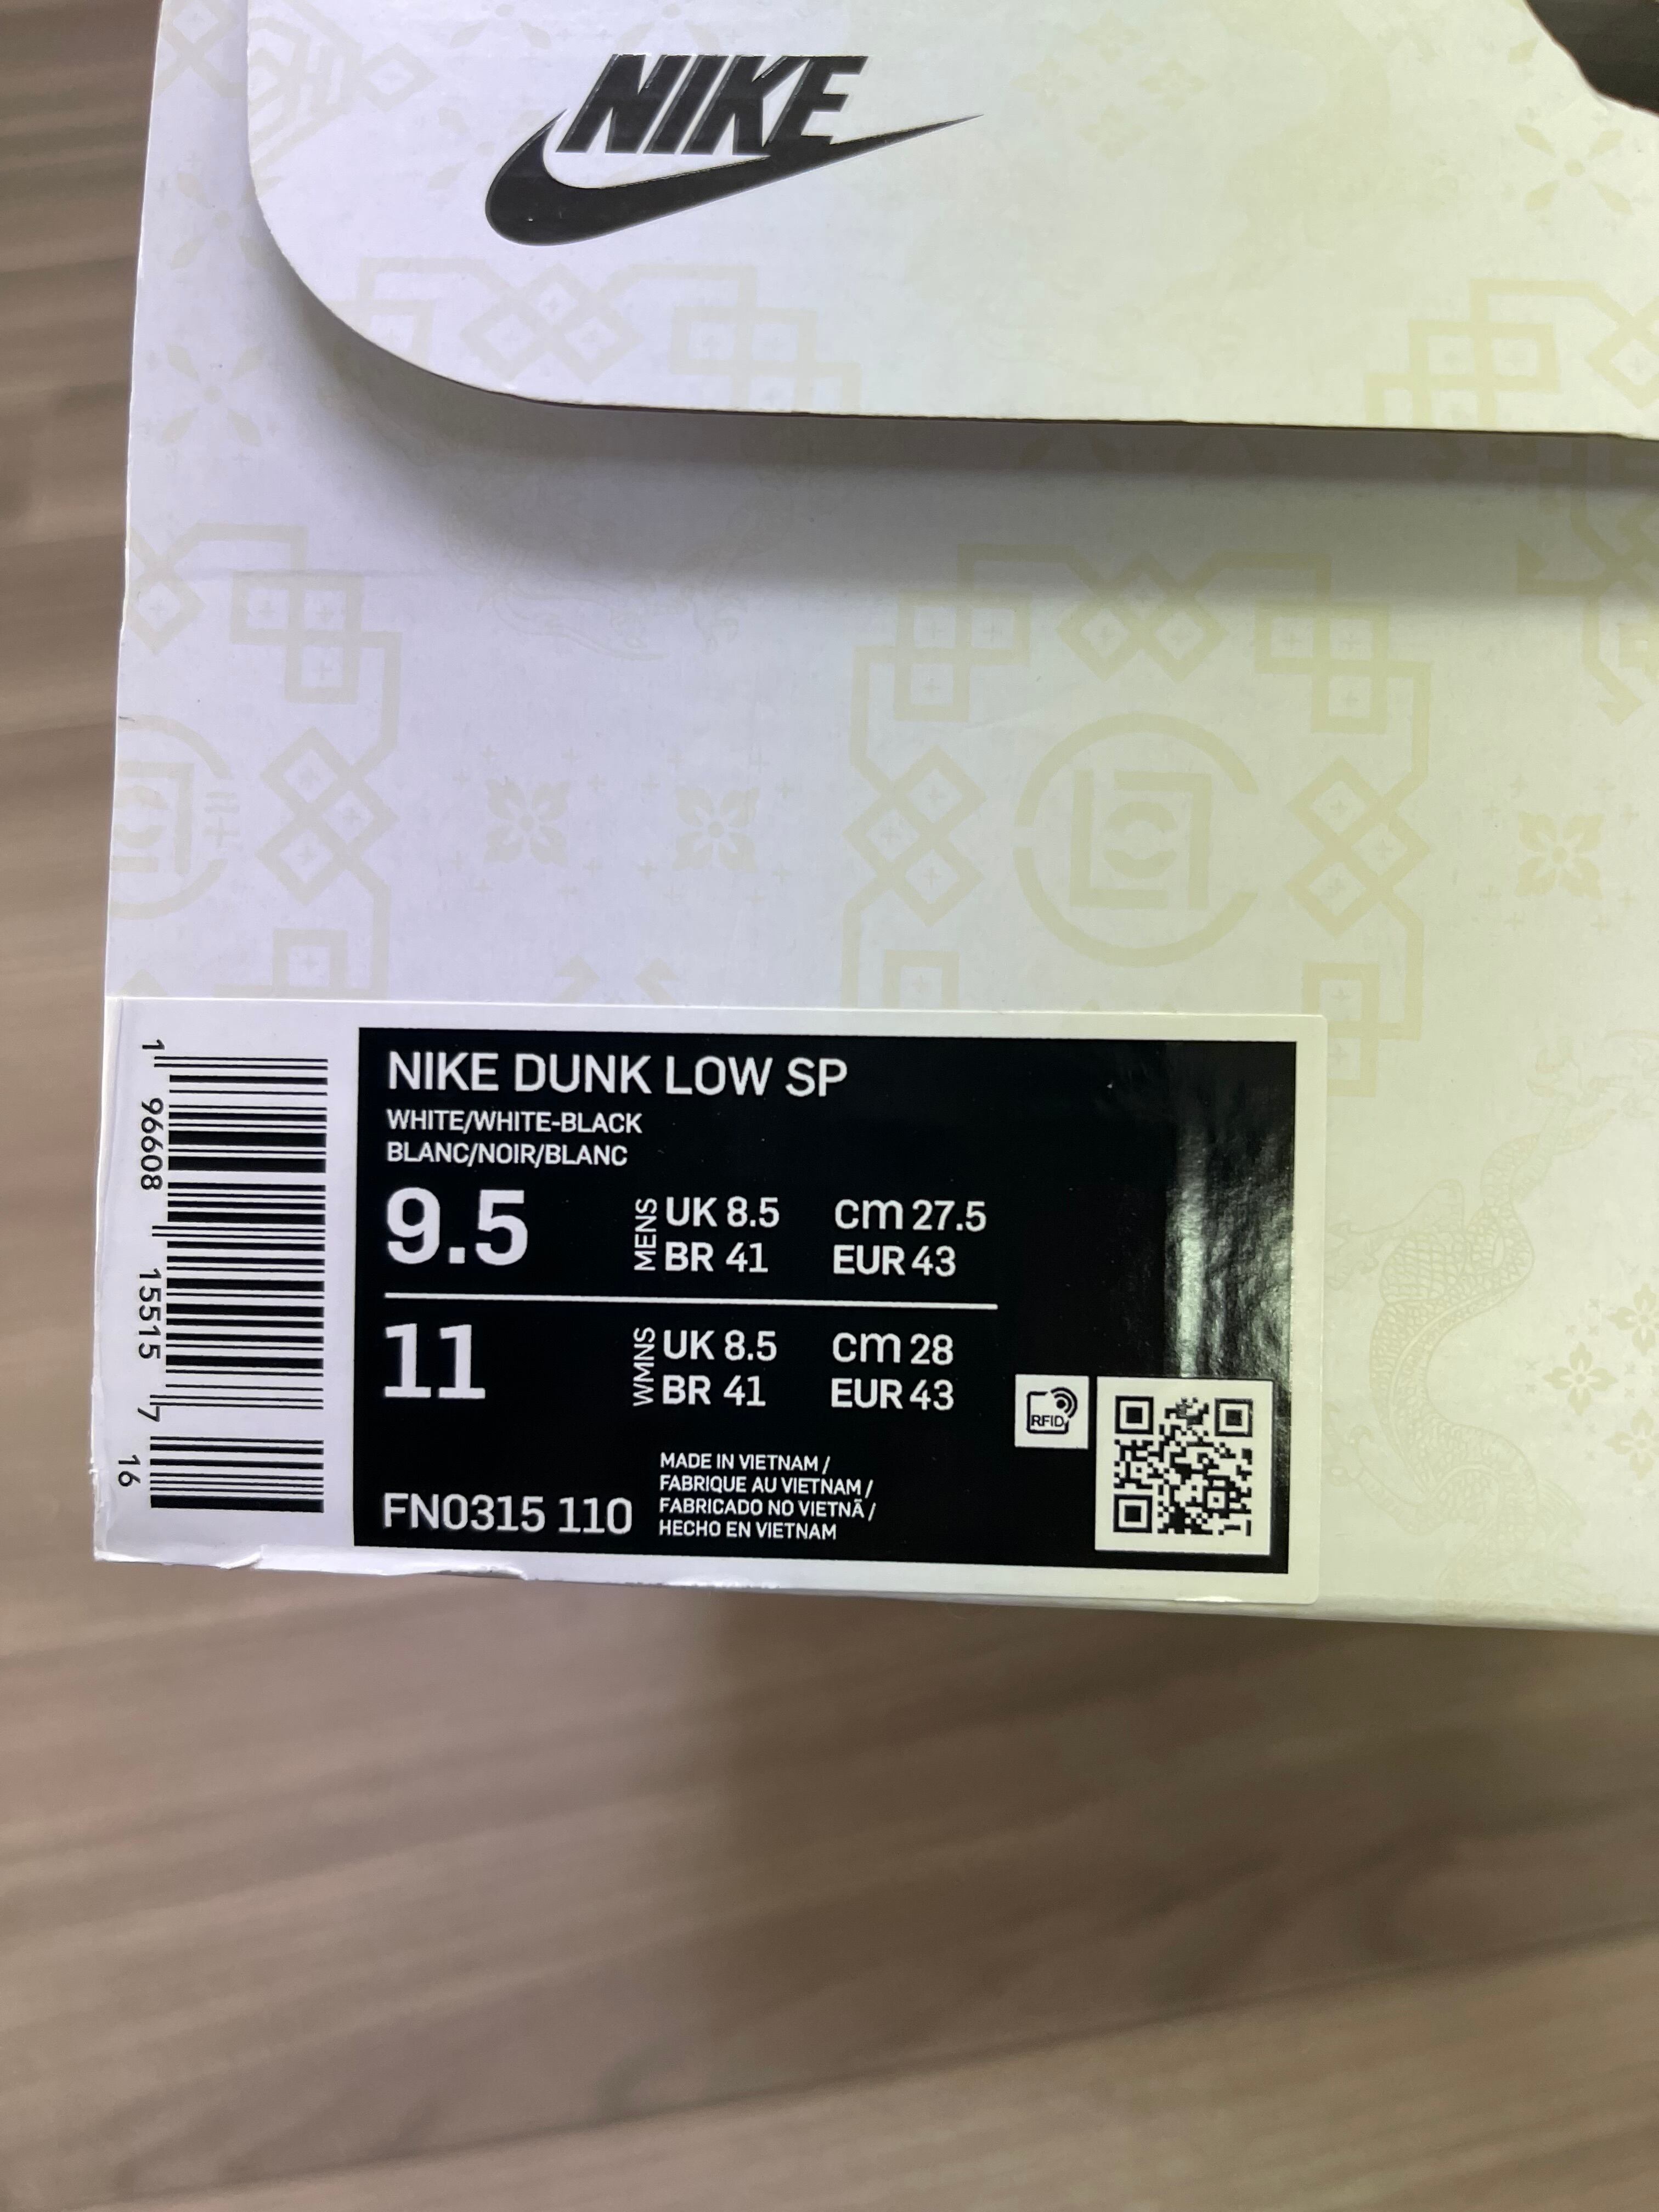 NIKE
NIKE DUNK LOW SP
WHITE/WHITE-BLACK
BLANC/NOIR/BLANC
9.5
MENS
UK 8.5
cm 27.5
BR 41
EUR 43
11
WMNS
UK 8.5
cm 28
BR 41
EUR 43
RFID
FN0315 110
MADE IN VIETNAM /
FABRIQUE AU VIETNAM /
FABRICADO NO VIETNÃ /
HECHO EN VIETNAM
1 96608 15515 7 16